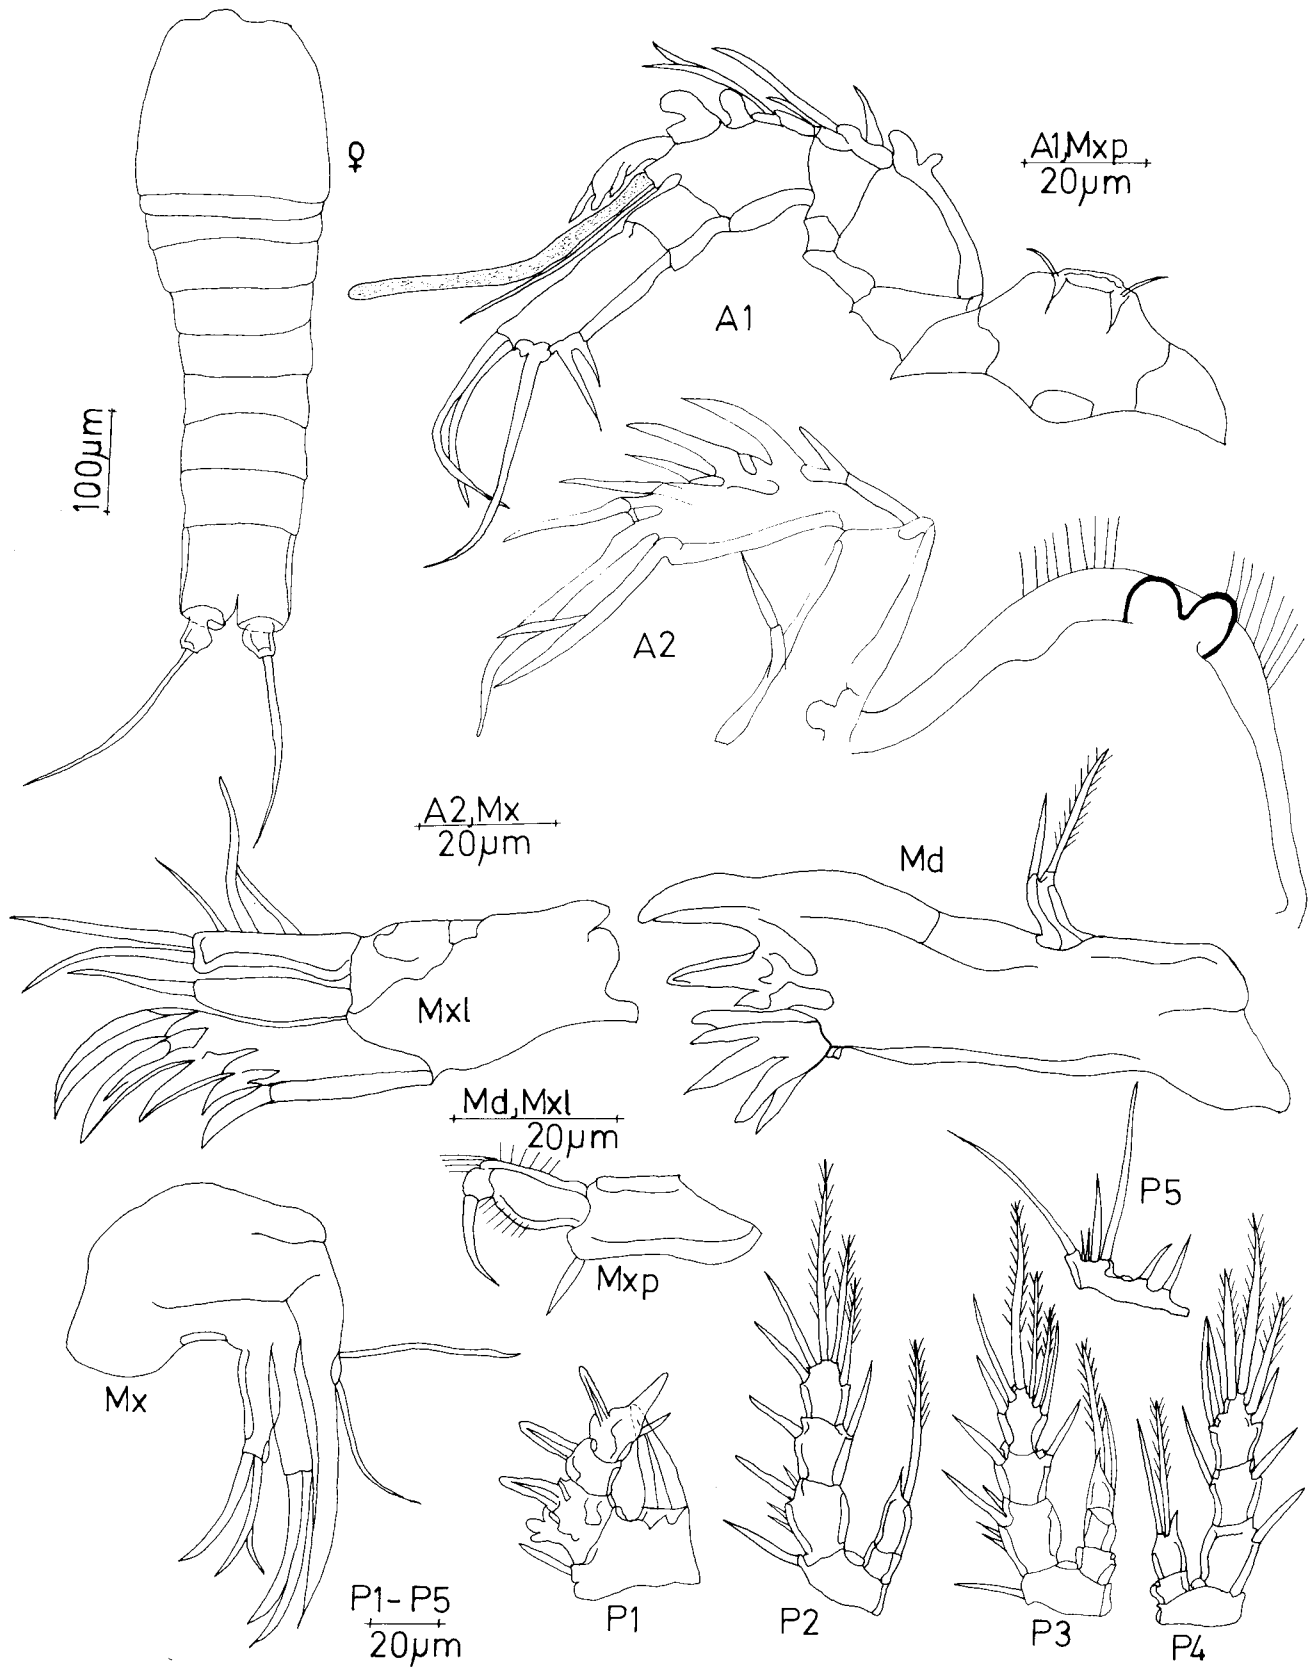 ♀
A1,Mxp
20µm
A1
100µm
A2
A2,Mx
20µm
Md
Mxl
Md,Mxl
20µm
P5
Mxp
Mx
P1-P5
20µm
P1
P2
P3
P4